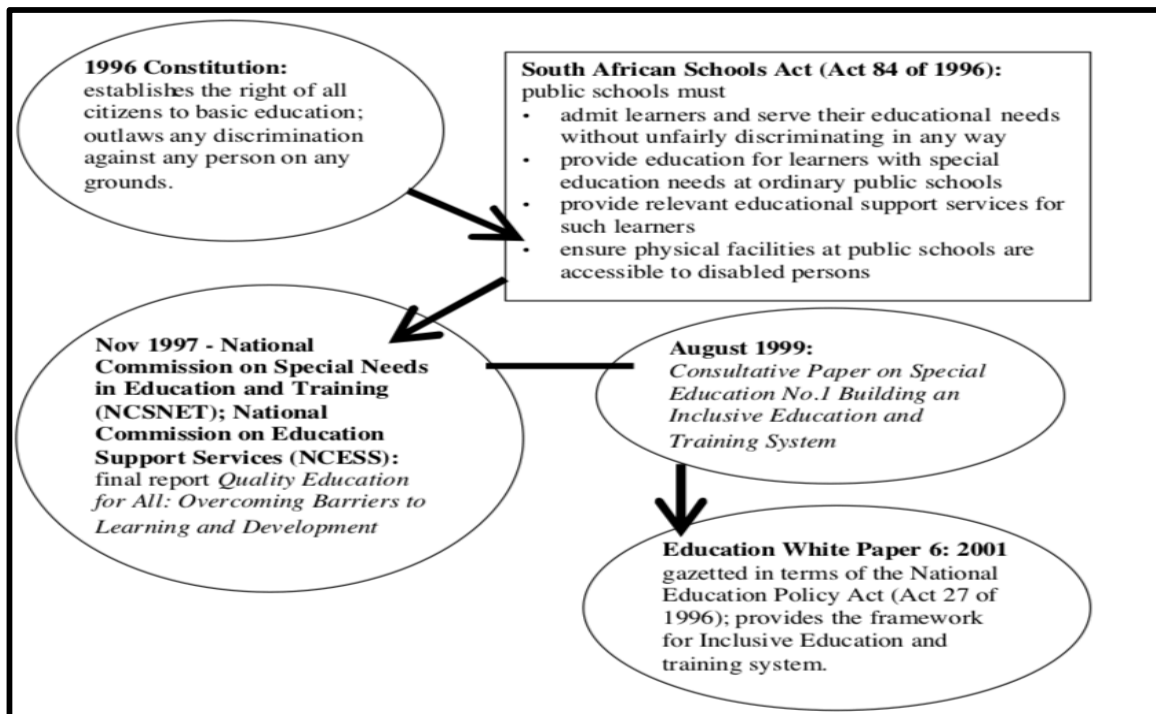 1996 Constitution:
establishes the right of all
citizens to basic education;
outlaws any discrimination
against any person on any
grounds.
South African Schools Act (Act 84 of 1996):
public schools must
• admit learners and serve their educational needs
without unfairly discriminating in any way
• provide education for learners with special
education needs at ordinary public schools
• provide relevant educational support services for
such learners
• ensure physical facilities at public schools are
accessible to disabled persons
Nov 1997 - National
Commission on Special Needs
in Education and Training
(NCSNET); National
Commission on Education
Support Services (NCESS):
final report Quality Education
for All: Overcoming Barriers to
Learning and Development
August 1999:
Consultative Paper on Special
Education No.1 Building an
Inclusive Education and
Training System
Education White Paper 6: 2001
gazetted in terms of the National
Education Policy Act (Act 27 of
1996); provides the framework
for Inclusive Education and
training system.